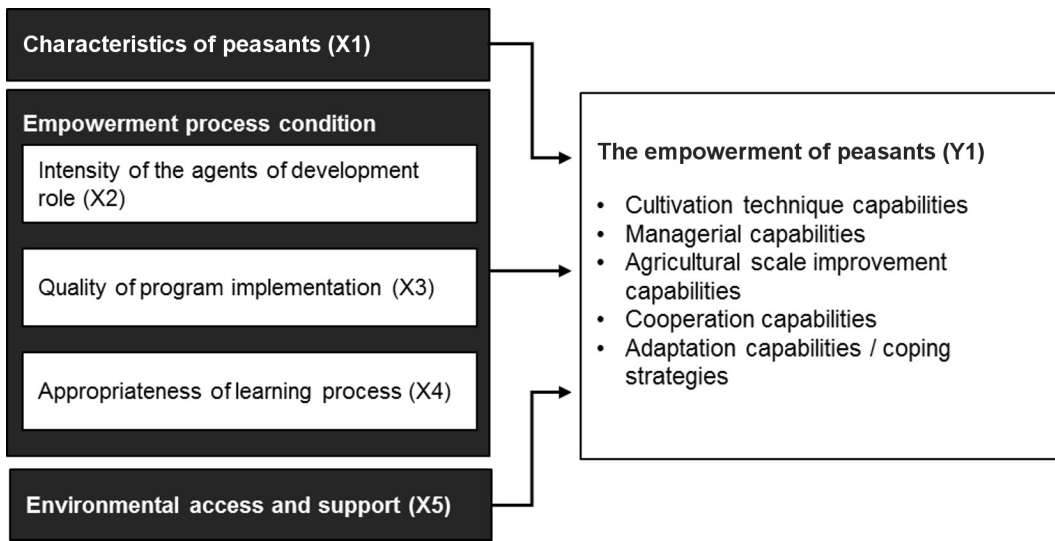 Characteristics of peasants (X1)
Empowerment process condition
Intensity of the agents of development
role (X2)
Quality of program implementation (X3)
Appropriateness of learning process (X4)
Environmental access and support (X5)
The empowerment of peasants (Y1)
• Cultivation technique capabilities
• Managerial capabilities
• Agricultural scale improvement
capabilities
• Cooperation capabilities
• Adaptation capabilities / coping
strategies